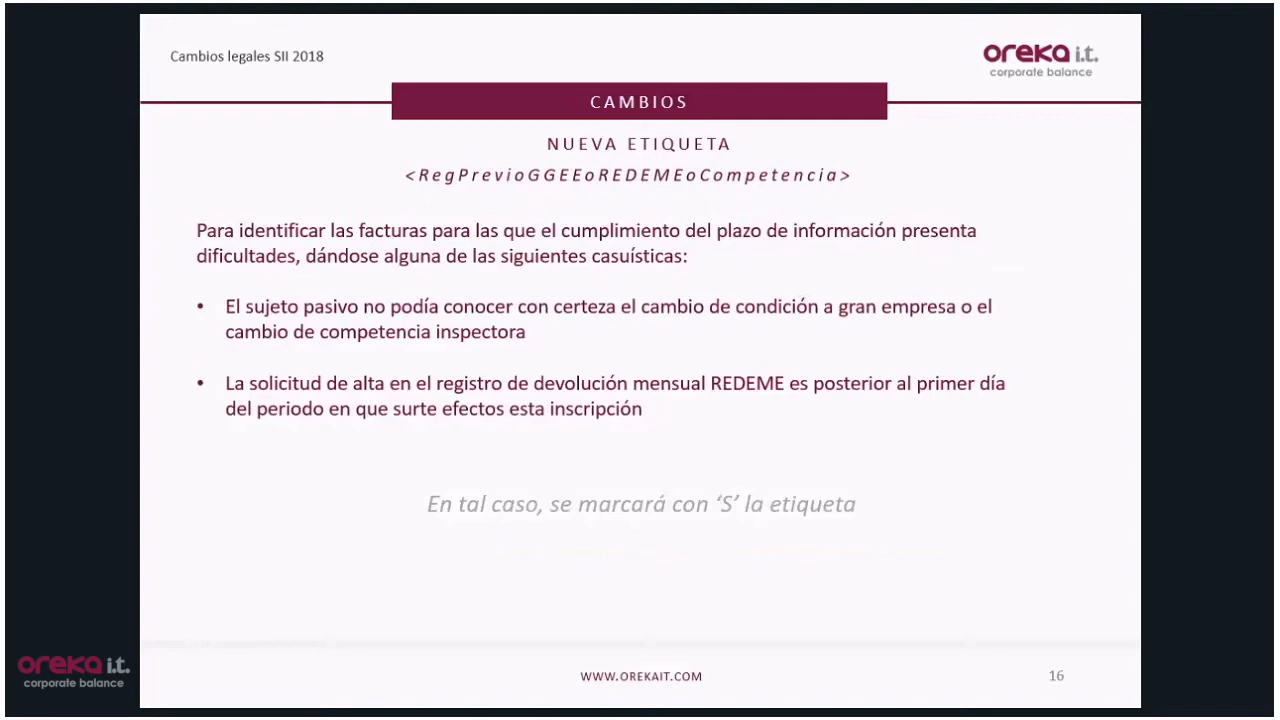 Cambios legales SII 2018
oreka i.t.
corporate balance
CAMBIOS
NUEVA ETIQUETA
<RegPrevioGGEEoREDEMEoCompetencia>
Para identificar las facturas para las que el cumplimiento del plazo de información presenta
dificultades, dándose alguna de las siguientes casuísticas:
• El sujeto pasivo no podía conocer con certeza el cambio de condición a gran empresa o el
cambio de competencia inspectora
• La solicitud de alta en el registro de devolución mensual REDEME es posterior al primer día
del periodo en que surte efectos esta inscripción
En tal caso, se marcará con ‘S’ la etiqueta
oreka i.t.
corporate balance
WWW.OREKAIT.COM
16